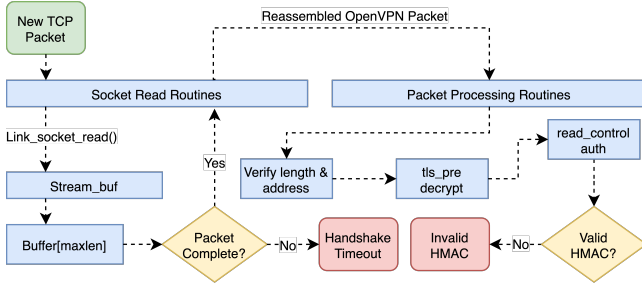 New TCP
Packet
Reassembled OpenVPN Packet
Socket Read Routines
Packet Processing Routines
Link_socket_read()
Yes
Verify length &
address
tls_pre
decrypt
read_control
auth
Stream_buf
Buffer[maxlen]
Packet
Complete?
No
Handshake
Timeout
Invalid
HMAC
No
Valid
HMAC?